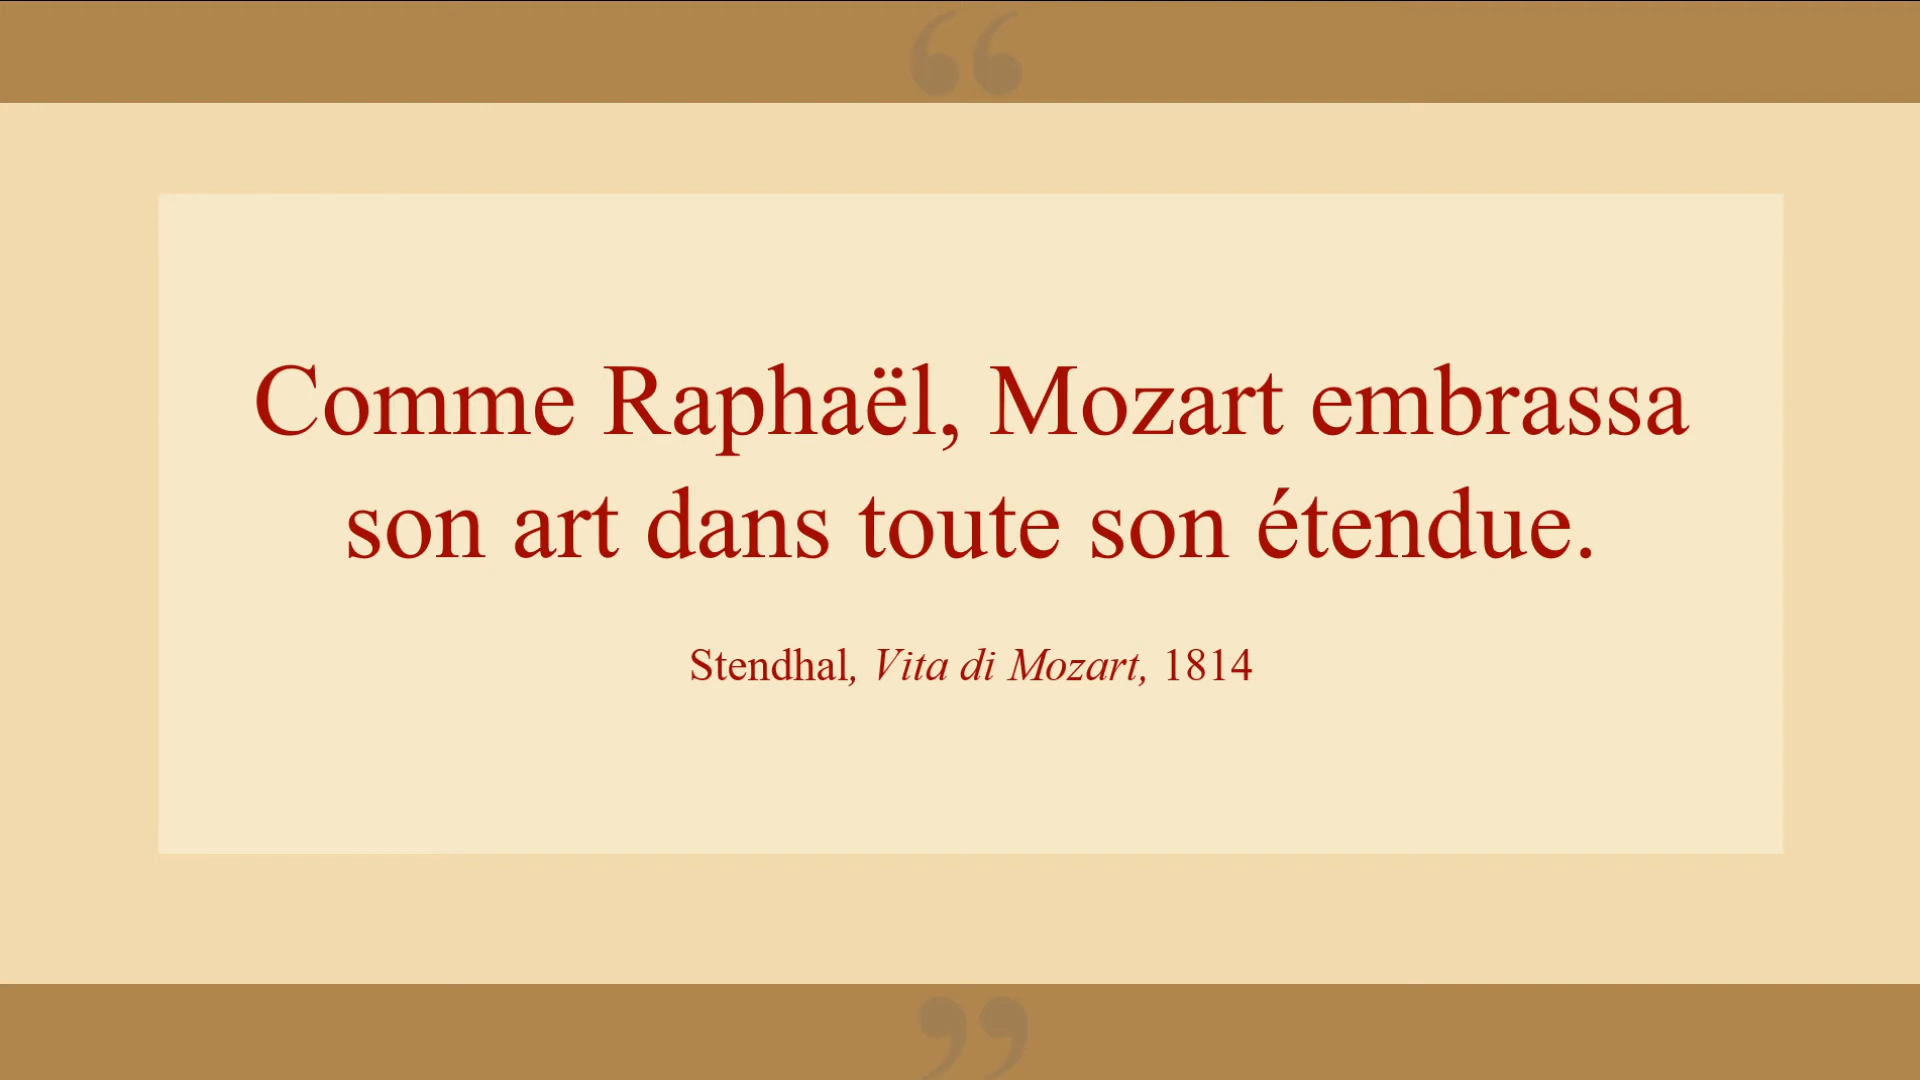 “
Comme Raphaël, Mozart embrassa
son art dans toute son étendue.
Stendhal, Vita di Mozart, 1814
”